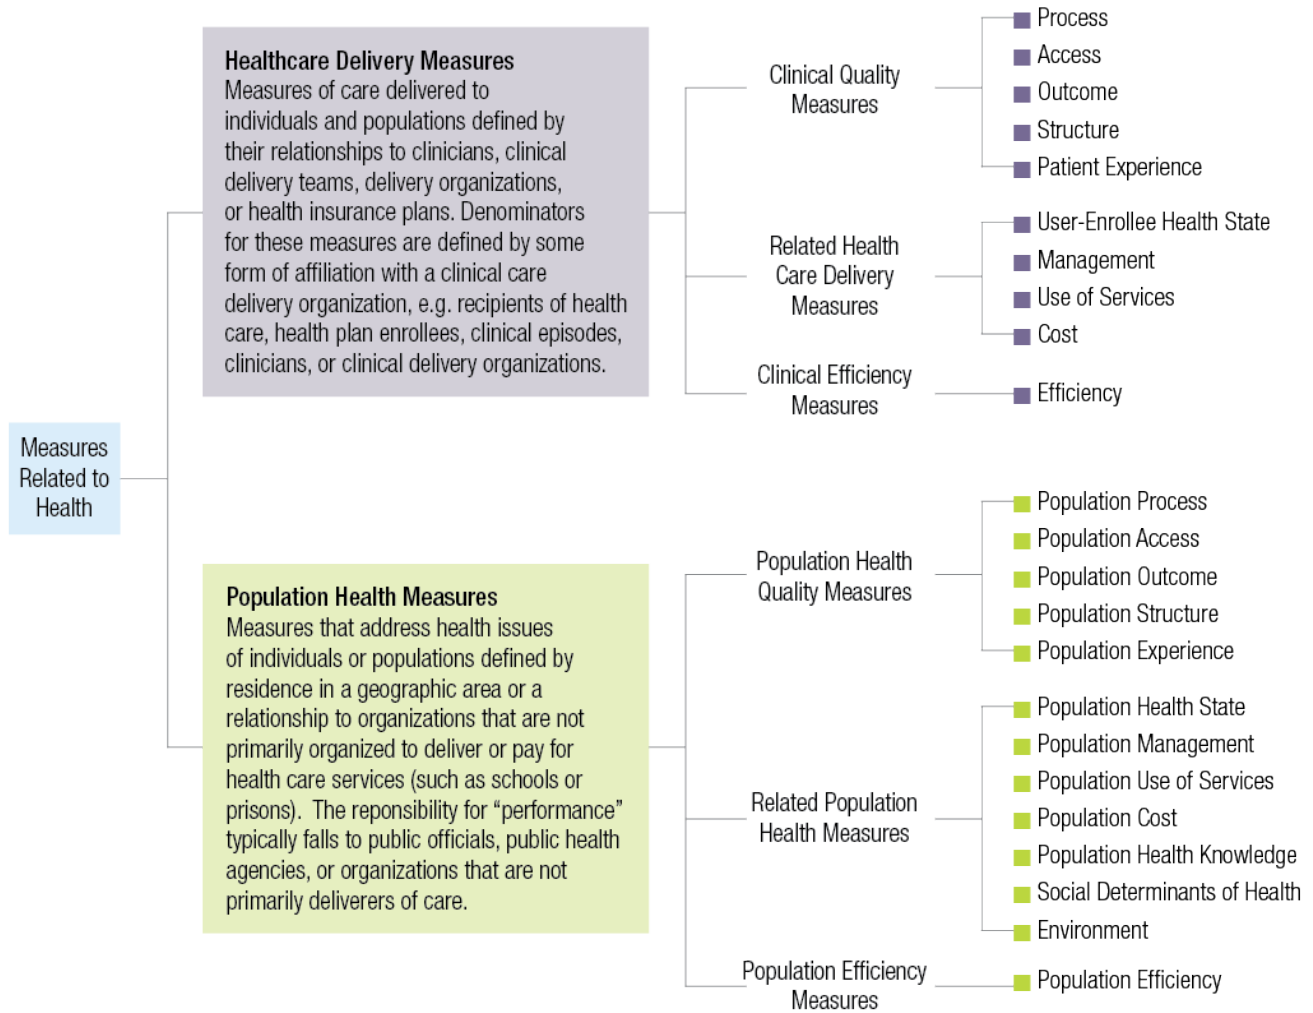 Measures
Related to
Health
Healthcare Delivery Measures
Measures of care delivered to
individuals and populations defined by
their relationships to clinicians, clinical
delivery teams, delivery organizations,
or health insurance plans. Denominators
for these measures are defined by some
form of affiliation with a clinical care
delivery organization, e.g. recipients of health
care, health plan enrollees, clinical episodes,
clinicians, or clinical delivery organizations.
Clinical Quality
Measures
Process
Access
Outcome
Structure
Patient Experience
Related Health
Care Delivery
Measures
User-Enrollee Health State
Management
Use of Services
Cost
Clinical Efficiency
Measures
Efficiency
Population Health Measures
Measures that address health issues
of individuals or populations defined by
residence in a geographic area or a
relationship to organizations that are not
primarily organized to deliver or pay for
health care services (such as schools or
prisons).  The reponsibility for “performance”
typically falls to public officials, public health
agencies, or organizations that are not
primarily deliverers of care.
Population Health
Quality Measures
Population Process
Population Access
Population Outcome
Population Structure
Population Experience
Related Population
Health Measures
Population Health State
Population Management
Population Use of Services
Population Cost
Population Health Knowledge
Social Determinants of Health
Environment
Population Efficiency
Measures
Population Efficiency